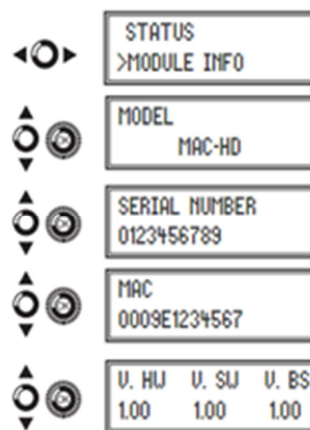 STATUS
>MODULE INFO
MODEL
MAC-HD
SERIAL NUMBER
0123456789
MAC
0009E1234567
V. HW V. SW V. BS
1.00 1.00 1.00